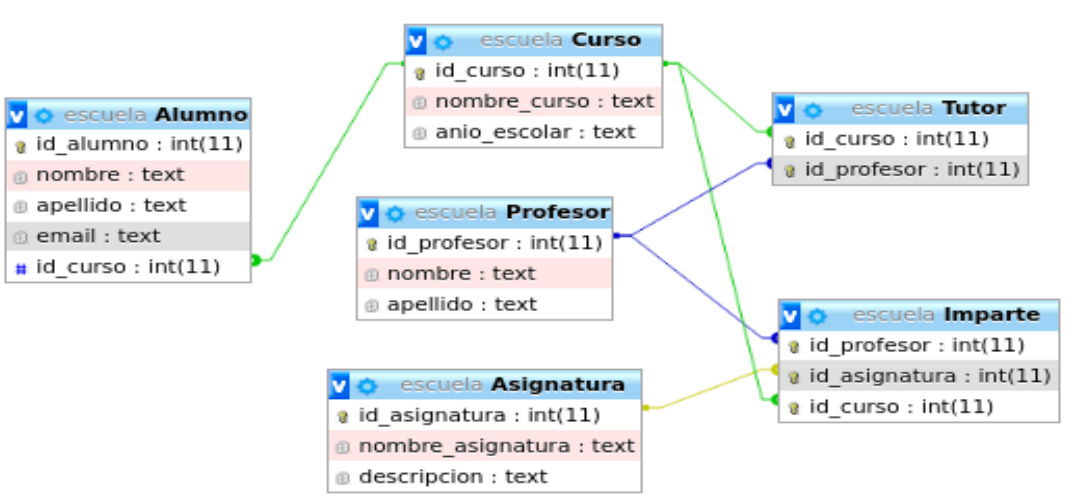 escuela Curso
id_curso : int(11)
nombre_curso : text
anio_escolar : text
escuela Alumno
id_alumno : int(11)
nombre : text
apellido : text
email : text
# id_curso : int(11)
escuela Tutor
id_curso : int(11)
id_profesor : int(11)
escuela Profesor
id_profesor : int(11)
nombre : text
apellido : text
escuela Imparte
id_profesor : int(11)
id_asignatura : int(11)
id_curso : int(11)
escuela Asignatura
id_asignatura : int(11)
nombre_asignatura : text
descripcion : text